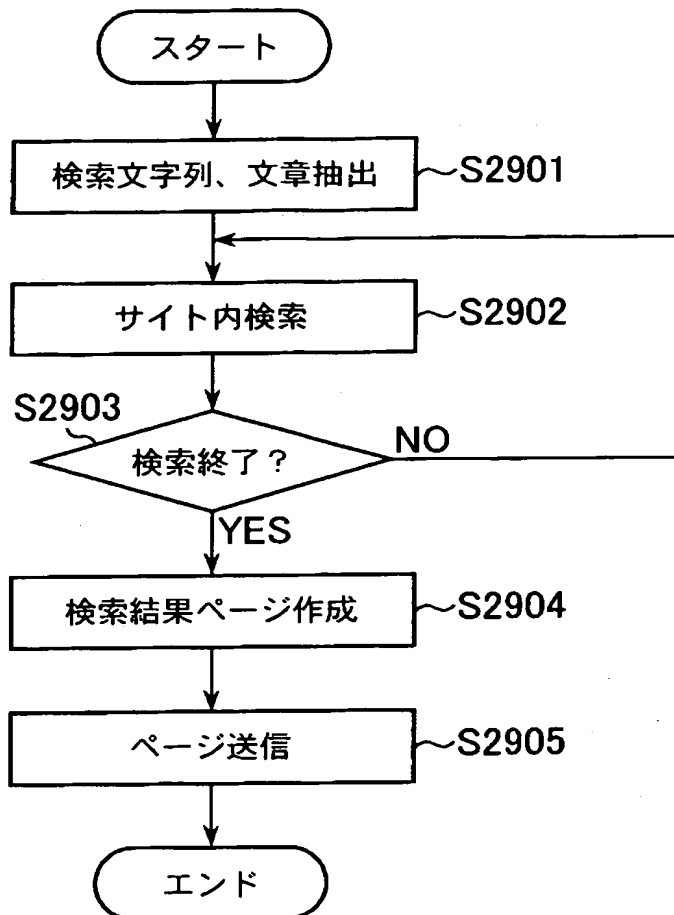 スタート
検索文字列、文章抽出 S2901
サイト内検索 S2902
S2903
検索終了? NO
YES
検索結果ページ作成 S2904
ページ送信 S2905
エンド